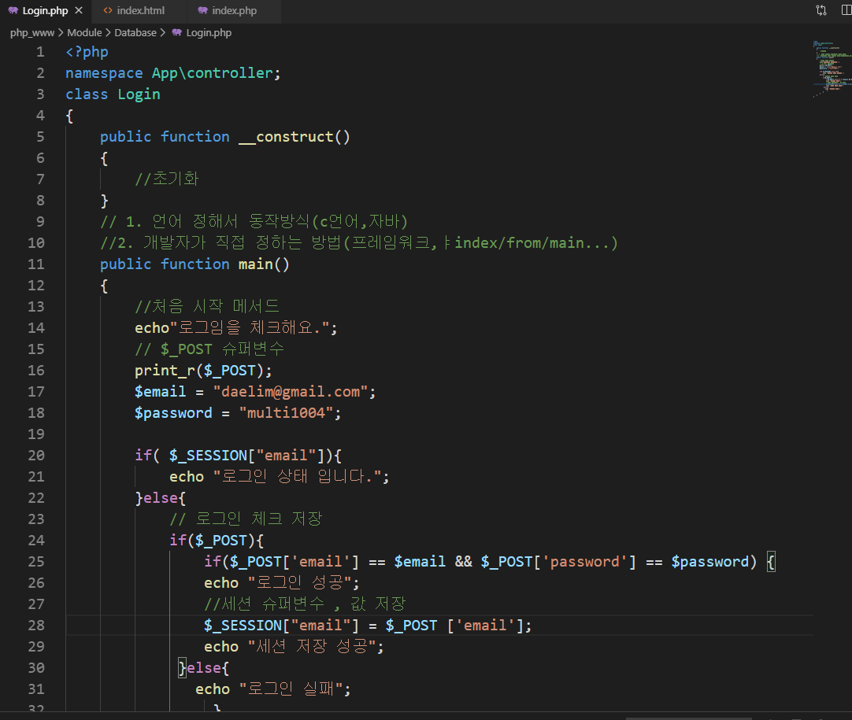 Login.php × <> index.html index.php
php_www > Module > Database > Login.php
1 <?php
2 namespace App\controller;
3 class Login
4 {
5 public function __construct()
6 {
7 //초기화
8 }
9 // 1. 언어 정해서 동작방식(c언어,자바)
10 //2. 개발자가 직접 정하는 방법(프레임워크,ㅑindex/from/main...)
11 public function main()
12 {
13 //처음 시작 메서드
14 echo"로그임을 체크해요.";
15 // $_POST 슈퍼변수
16 print_r($_POST);
17 $email = "daelim@gmail.com";
18 $password = "multi1004";
19
20 if( $_SESSION["email"]){
21 echo "로그인 상태 입니다.";
22 }else{
23 // 로그인 체크 저장
24 if($_POST){
25 if($_POST['email'] == $email && $_POST['password'] == $password) {
26 echo "로그인 성공";
27 //세션 슈퍼변수 , 값 저장
28 $_SESSION["email"] = $_POST ['email'];
29 echo "세션 저장 성공";
30 }else{
31 echo "로그인 실패";
32 }